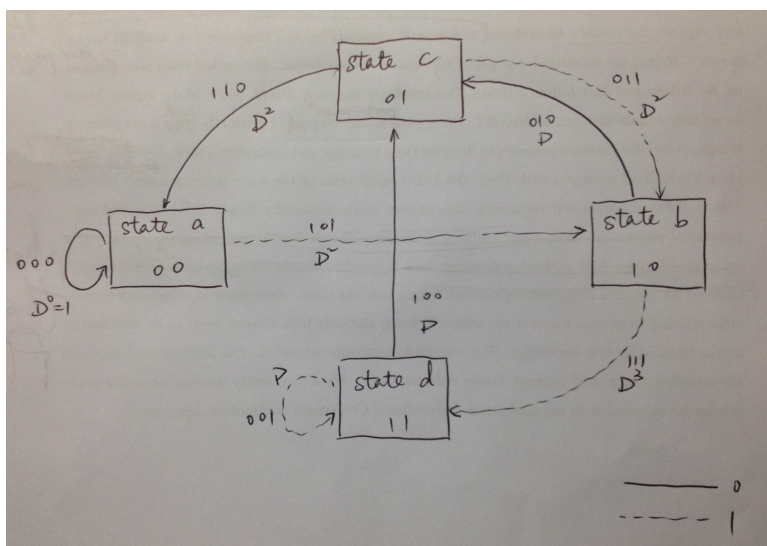 state c
01
110
D²
011
D²
010
D
state a
00
000
D⁰=1
101
D²
state b
10
100
D
111
D³
D
001
state d
11
0
1